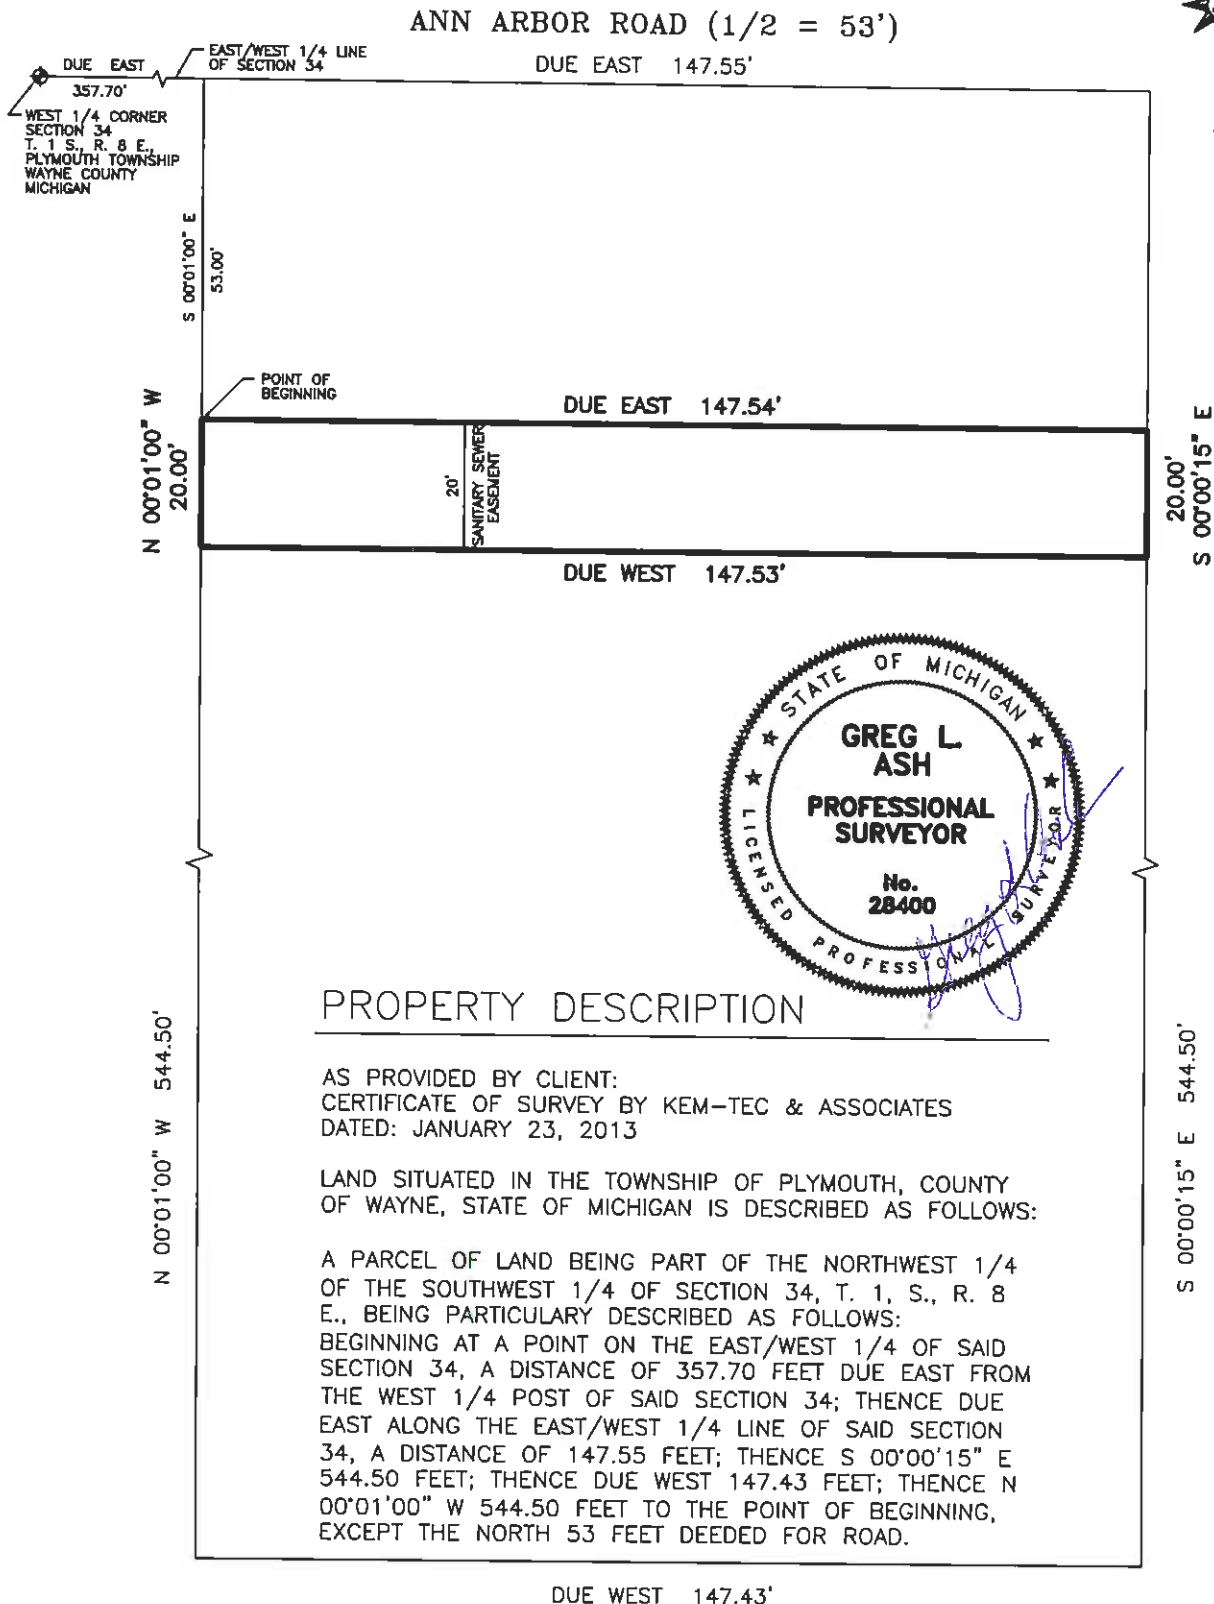 ANN ARBOR ROAD (1/2 = 53')
DUE EAST
357.70'
EAST/WEST 1/4 LINE
OF SECTION 34
DUE EAST 147.55'
WEST 1/4 CORNER
SECTION 34
T. 1 S., R. 8 E.,
PLYMOUTH TOWNSHIP
WAYNE COUNTY
MICHIGAN
S 00°01'00" E
53.00'
POINT OF
BEGINNING
DUE EAST 147.54'
N 00°01'00" W
20.00'
20'
SANITARY SEWER
EASEMENT
20.00'
S 00°00'15" E
DUE WEST 147.53'
STATE OF MICHIGAN
GREG L.
ASH
PROFESSIONAL
SURVEYOR
No.
28400
LICENSED PROFESSIONAL SURVEYOR
N 00°01'00" W 544.50'
S 00°00'15" E 544.50'
PROPERTY DESCRIPTION
AS PROVIDED BY CLIENT:
CERTIFICATE OF SURVEY BY KEM-TEC & ASSOCIATES
DATED: JANUARY 23, 2013
LAND SITUATED IN THE TOWNSHIP OF PLYMOUTH, COUNTY
OF WAYNE, STATE OF MICHIGAN IS DESCRIBED AS FOLLOWS:
A PARCEL OF LAND BEING PART OF THE NORTHWEST 1/4
OF THE SOUTHWEST 1/4 OF SECTION 34, T. 1, S., R. 8
E., BEING PARTICULARY DESCRIBED AS FOLLOWS:
BEGINNING AT A POINT ON THE EAST/WEST 1/4 OF SAID
SECTION 34, A DISTANCE OF 357.70 FEET DUE EAST FROM
THE WEST 1/4 POST OF SAID SECTION 34; THENCE DUE
EAST ALONG THE EAST/WEST 1/4 LINE OF SAID SECTION
34, A DISTANCE OF 147.55 FEET; THENCE S 00°00'15" E
544.50 FEET; THENCE DUE WEST 147.43 FEET; THENCE N
00°01'00" W 544.50 FEET TO THE POINT OF BEGINNING,
EXCEPT THE NORTH 53 FEET DEEDED FOR ROAD.
DUE WEST 147.43'